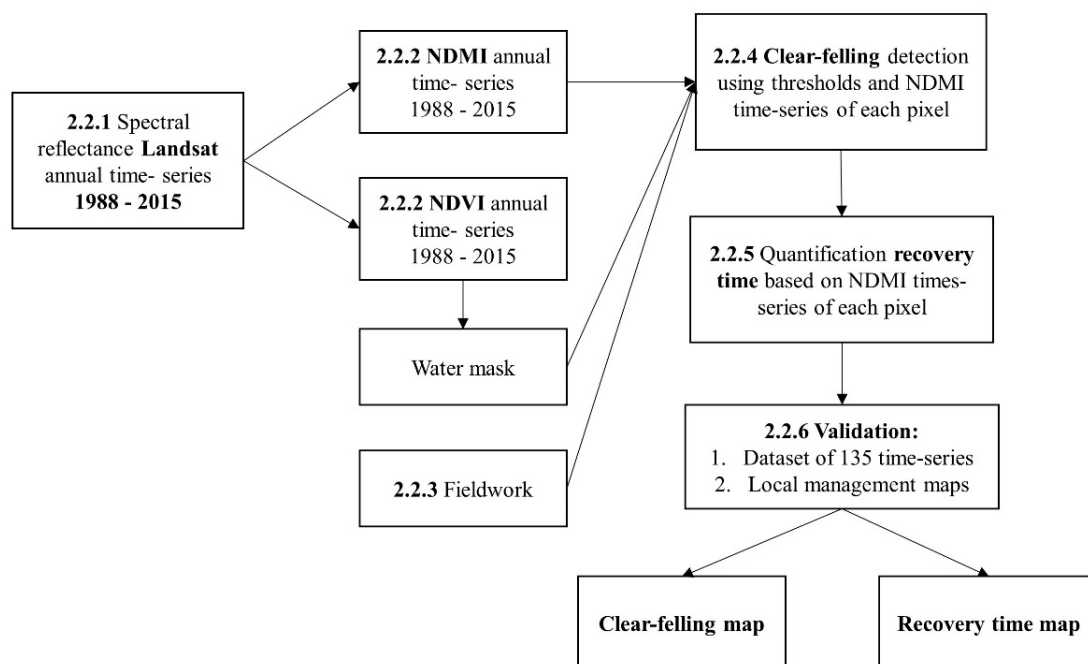 2.2.1 Spectral
reflectance Landsat
annual time- series
1988 - 2015
2.2.2 NDMI annual
time- series
1988 - 2015
2.2.2 NDVI annual
time- series
1988 - 2015
Water mask
2.2.3 Fieldwork
2.2.4 Clear-felling detection
using thresholds and NDMI
time-series of each pixel
2.2.5 Quantification recovery
time based on NDMI times-
series of each pixel
2.2.6 Validation:
1. Dataset of 135 time-series
2. Local management maps
Clear-felling map
Recovery time map